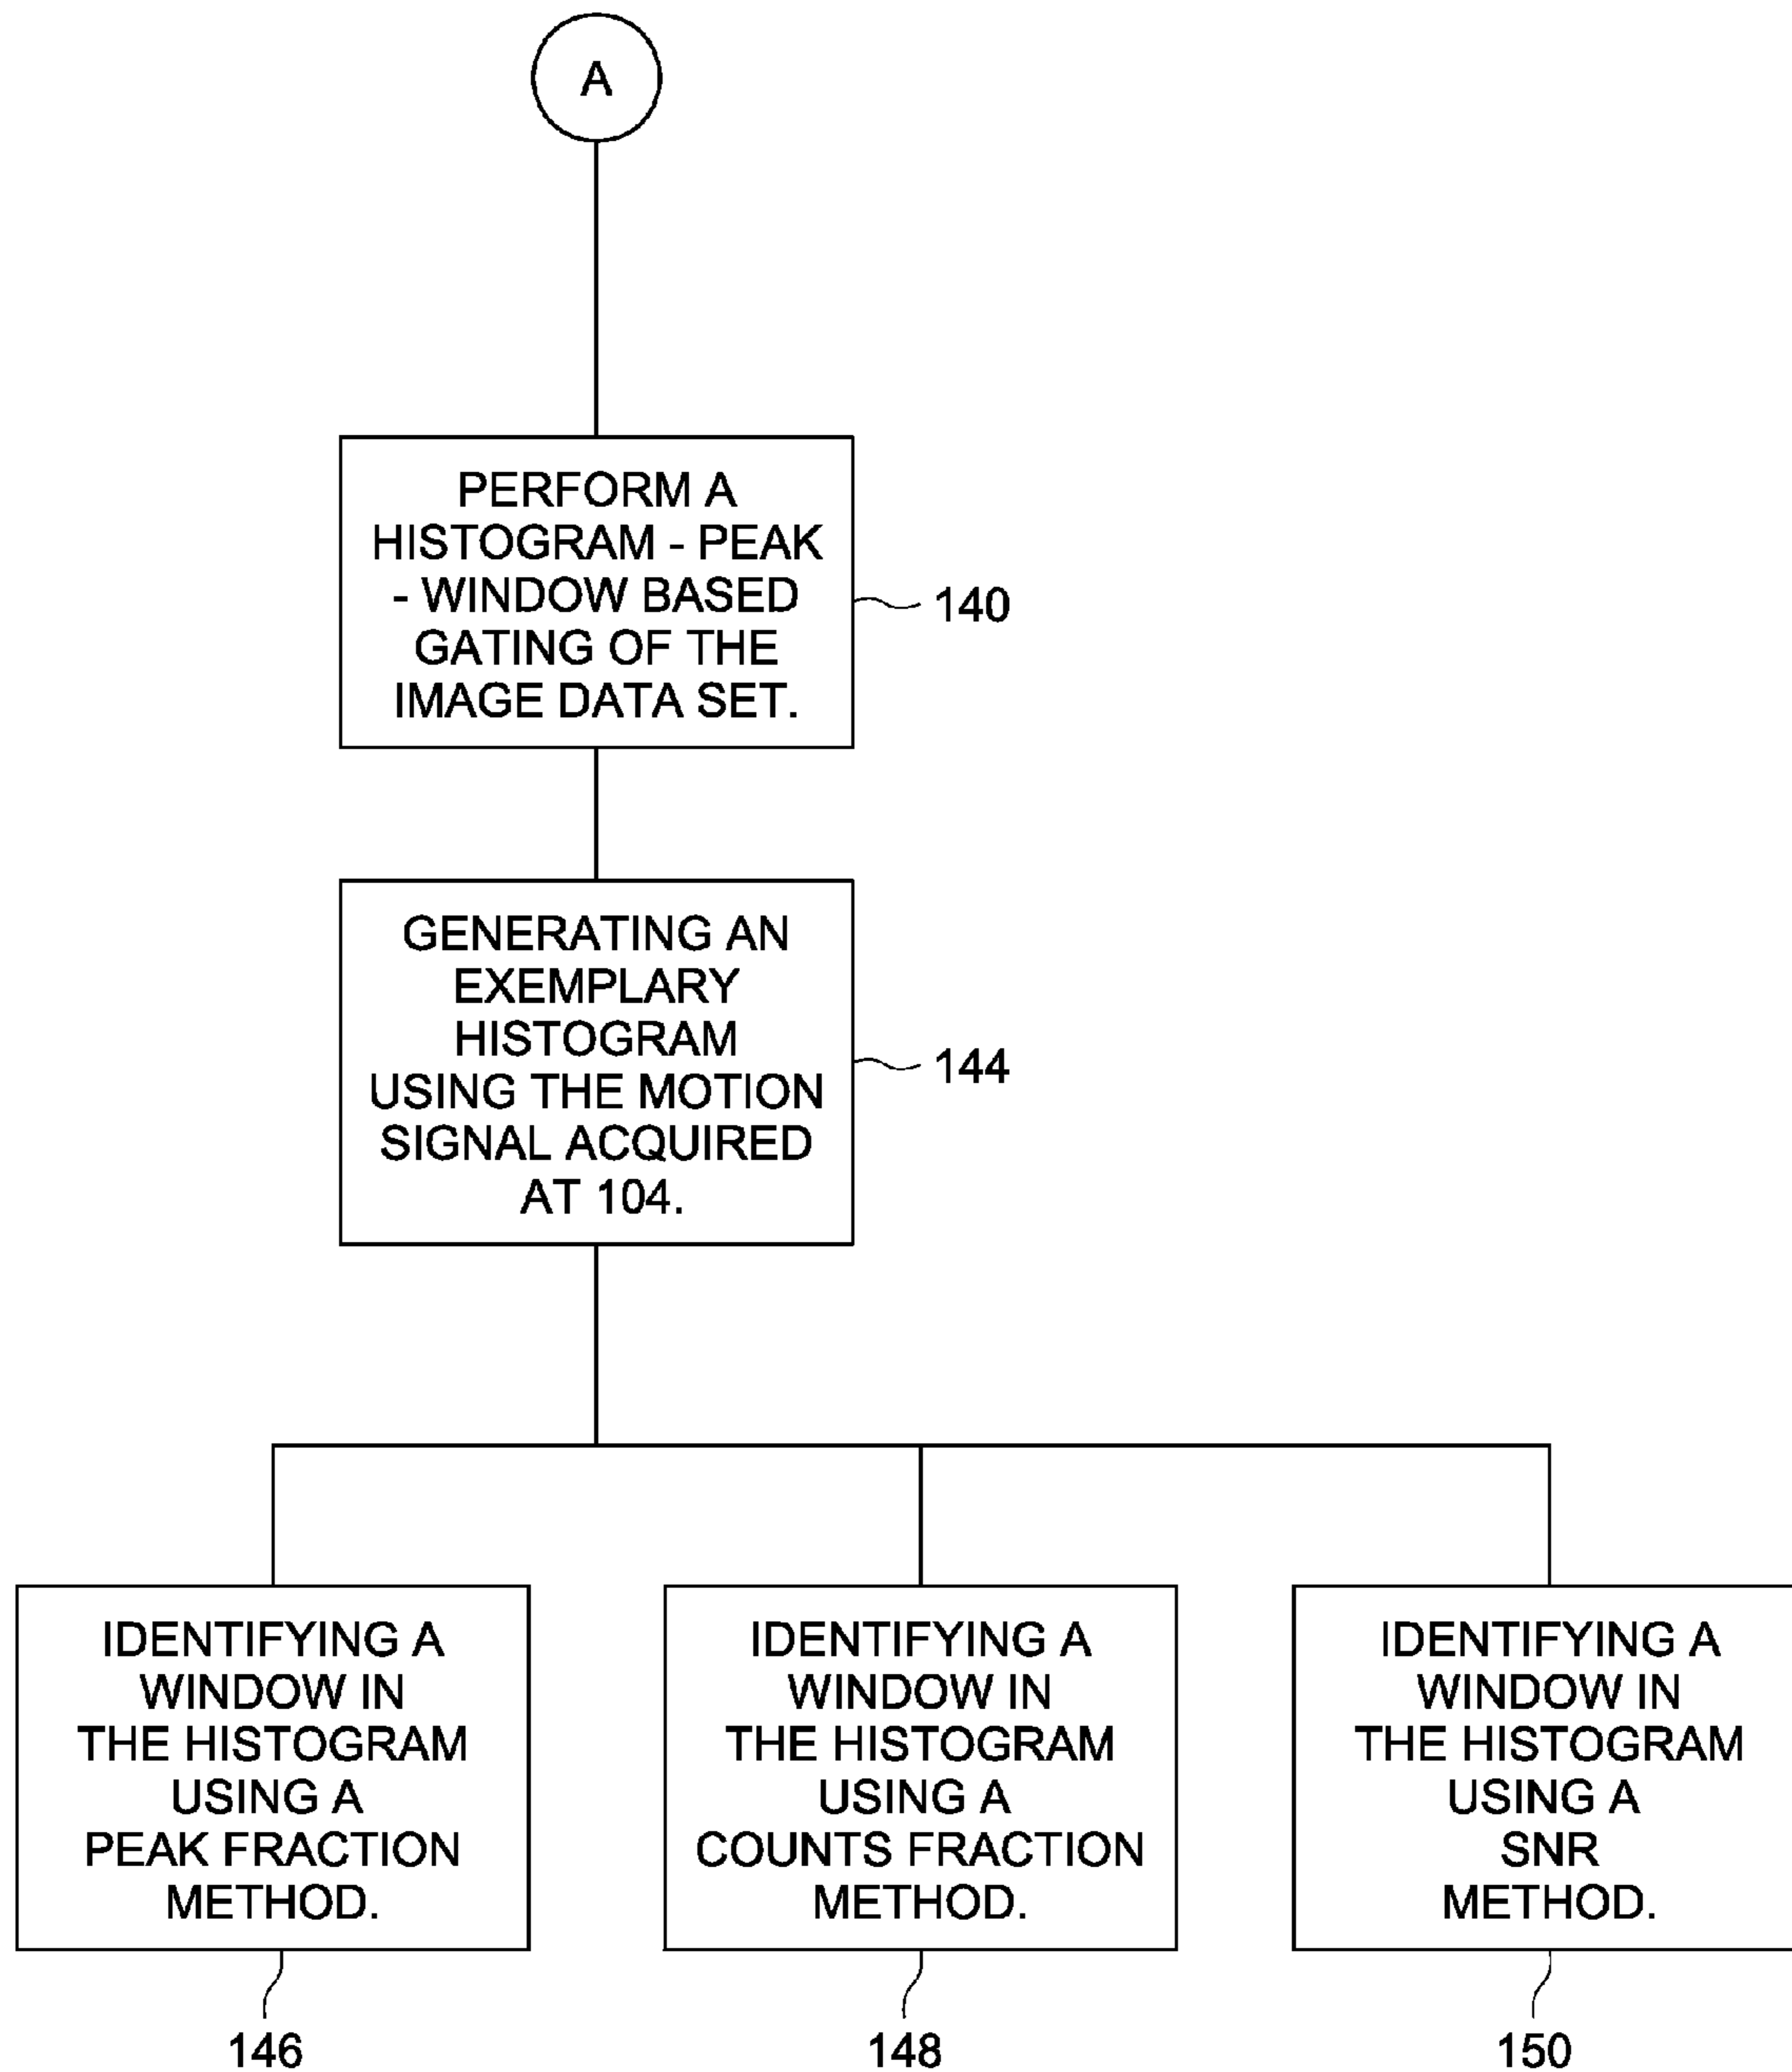 A
PERFORM A
HISTOGRAM - PEAK
- WINDOW BASED
GATING OF THE
IMAGE DATA SET.
140
GENERATING AN
EXEMPLARY
HISTOGRAM
USING THE MOTION
SIGNAL ACQUIRED
AT 104.
144
IDENTIFYING A
WINDOW IN
THE HISTOGRAM
USING A
PEAK FRACTION
METHOD.
146
IDENTIFYING A
WINDOW IN
THE HISTOGRAM
USING A
COUNTS FRACTION
METHOD.
148
IDENTIFYING A
WINDOW IN
THE HISTOGRAM
USING A
SNR
METHOD.
150